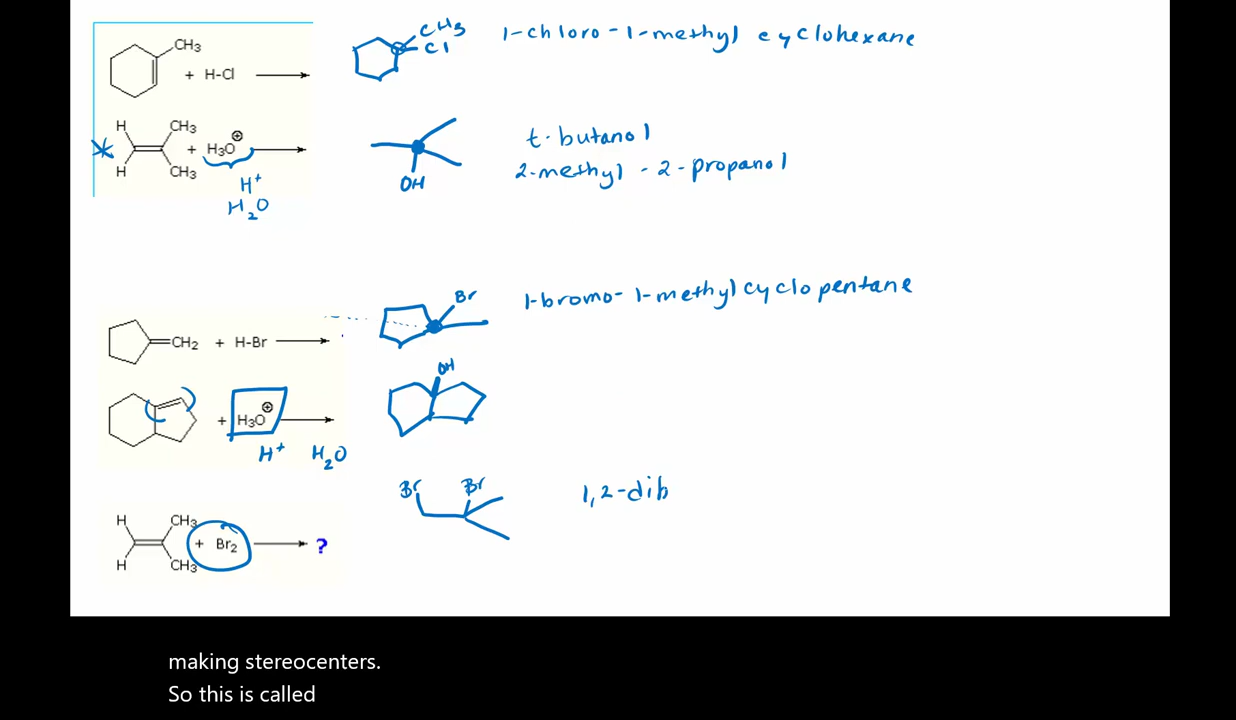 CH3
+ H-Cl
CH3
Cl
1-chloro-1-methyl cyclohexane
H
H
CH3
CH3
+ H3O ⊕
H+
H2O
OH
t-butanol
2-methyl-2-propanol
CH2 + H-Br
Br
1-bromo-1-methylcyclopentane
+ H3O ⊕
H+ H2O
OH
H
H
CH3
CH3
+ Br2
?
Br Br
1,2-dib
making stereocenters.
So this is called